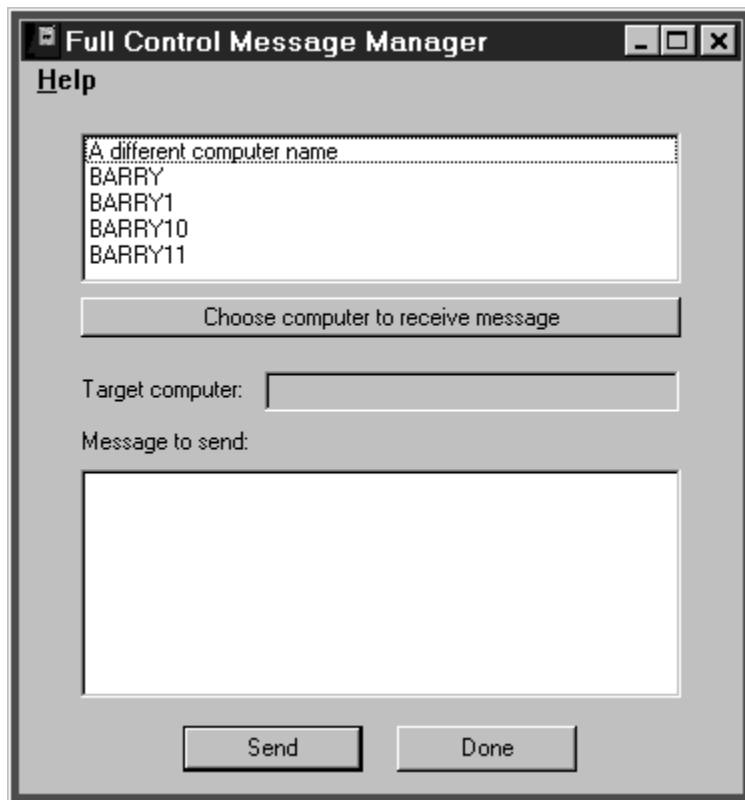 Full Control Message Manager
Help
A different computer name
BARRY
BARRY1
BARRY10
BARRY11
Choose computer to receive message
Target computer:
Message to send:
Send Done